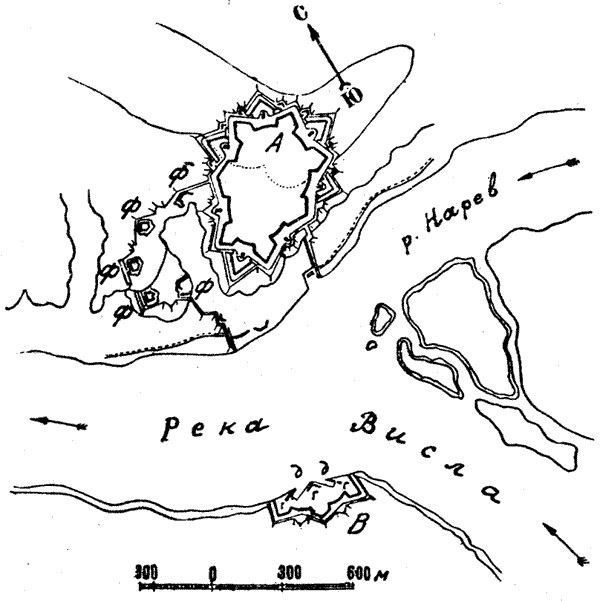 С
Ю
А
Ф
Ф
Ф
Ф
Ф
р. Нарев
Река Висла
д д
г г
В
300 0 300 600 м